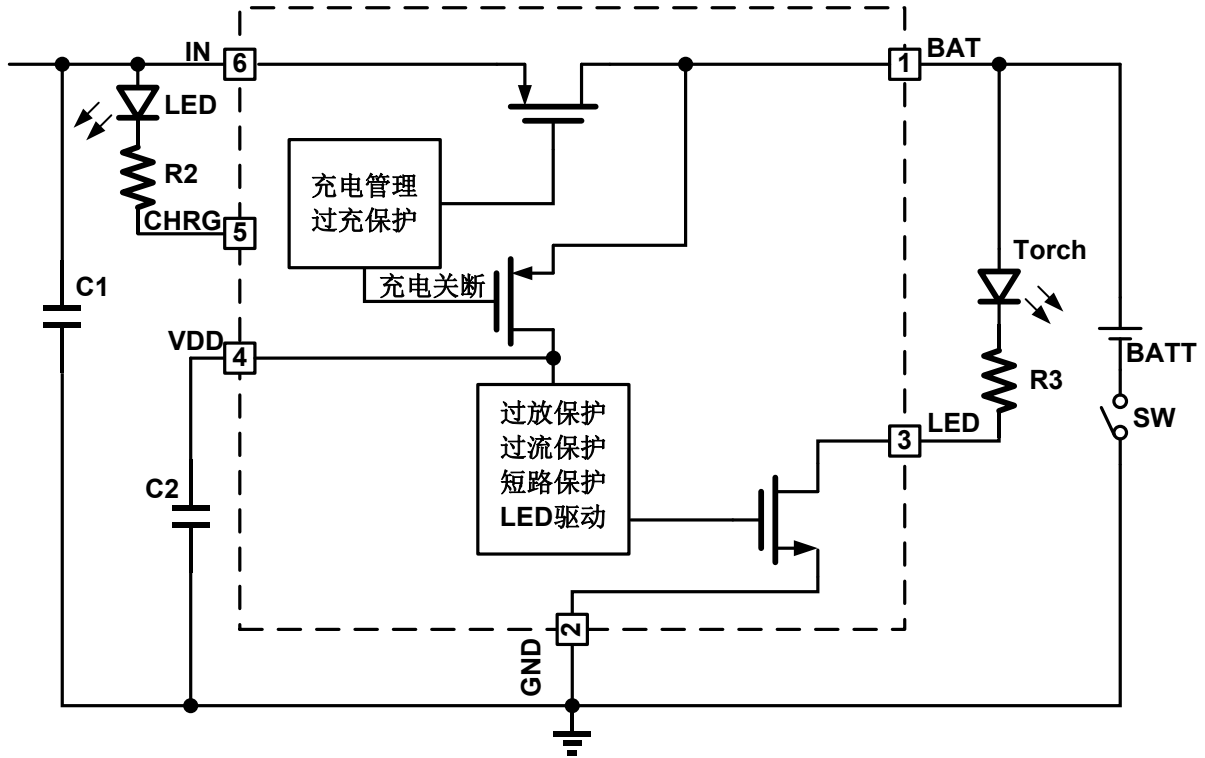 IN
6
1
BAT
LED
R2
CHRG
5
充电管理
过充保护
充电关断
C1
Torch
VDD
4
BATT
R3
SW
过放保护
过流保护
短路保护
LED驱动
LED
3
C2
2
GND